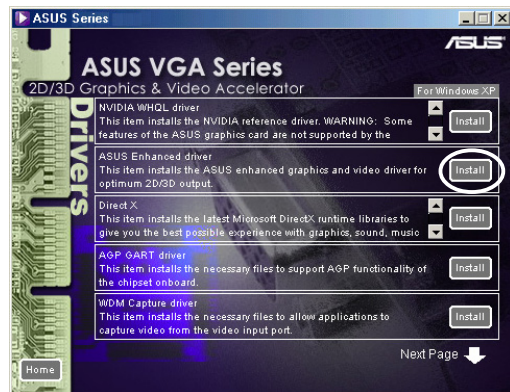 ASUS Series
ASUS
ASUS VGA Series
2D/3D Graphics & Video Accelerator
For Windows XP
Drivers
NVIDIA WHQL driver
This item installs the NVIDIA reference driver. WARNING: Some
features of the ASUS graphics card are not supported by the
Install
ASUS Enhanced driver
This item installs the ASUS enhanced graphics and video driver for
optimum 2D/3D output.
Install
Direct X
This item installs the latest Microsoft DirectX runtime libraries to
give you the best possible experience with graphics, sound, music
Install
AGP GART driver
This item installs the necessary files to support AGP functionality of
the chipset onboard.
Install
WDM Capture driver
This item installs the necessary files to allow applications to
capture video from the video input port.
Install
Next Page
Home